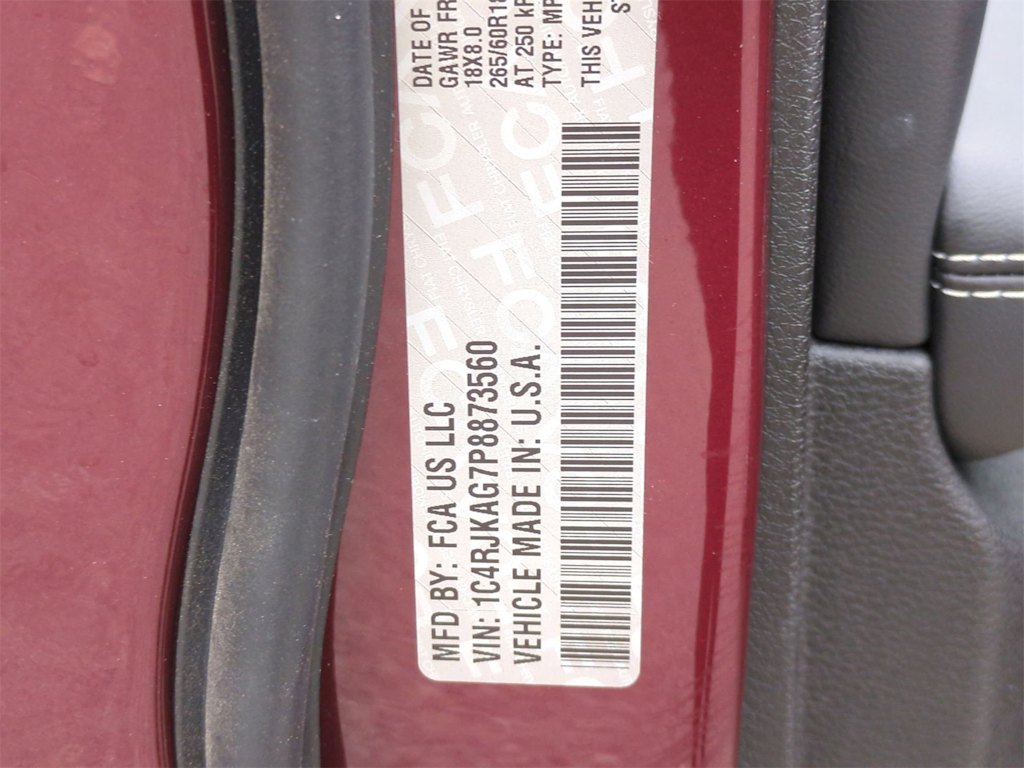 MFD BY: FCA US LLC
VIN: 1C4RJKAG7P8873560
VEHICLE MADE IN: U.S.A.
DATE OF
GAWR FR
18X8.0
265/60R18
AT 250 KP
TYPE: MP
THIS VEH